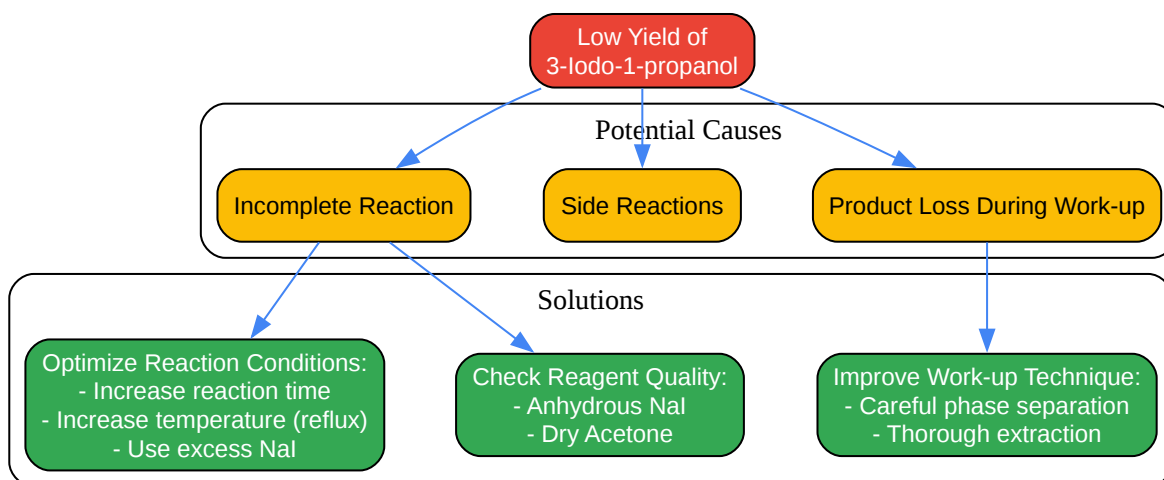 Low Yield of
3-Iodo-1-propanol
Potential Causes
Incomplete Reaction
Side Reactions
Product Loss During Work-up
Solutions
Optimize Reaction Conditions:
- Increase reaction time
- Increase temperature (reflux)
- Use excess NaI
Check Reagent Quality:
- Anhydrous NaI
- Dry Acetone
Improve Work-up Technique:
- Careful phase separation
- Thorough extraction